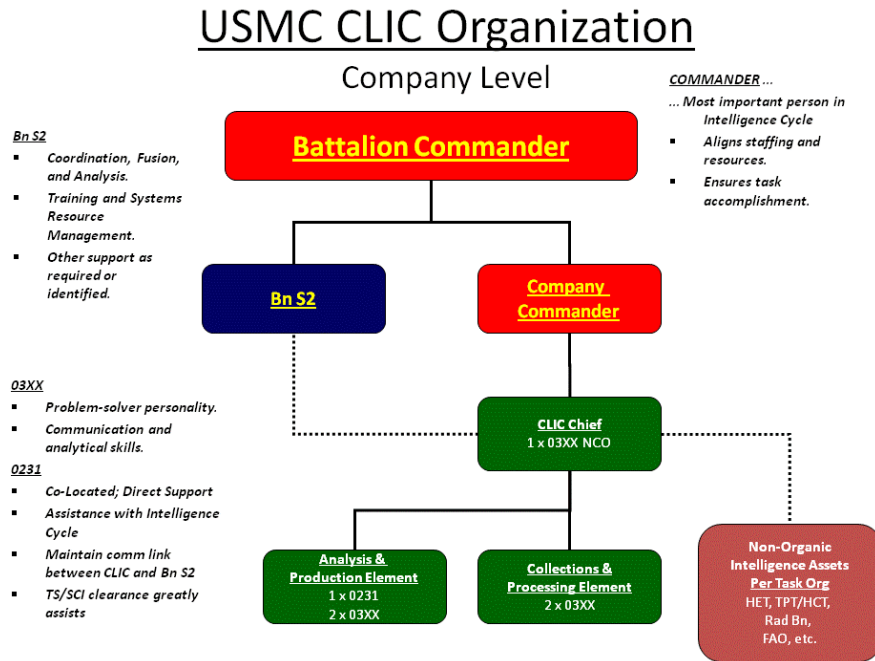 USMC CLIC Organization
Company Level
COMMANDER ...
... Most important person in
Intelligence Cycle
▪ Aligns staffing and
resources.
▪ Ensures task
accomplishment.
Bn S2
▪ Coordination, Fusion,
and Analysis.
▪ Training and Systems
Resource
Management.
▪ Other support as
required or
identified.
Battalion Commander
Bn S2
Company
Commander
03XX
▪ Problem-solver personality.
▪ Communication and
analytical skills.
0231
▪ Co-Located; Direct Support
▪ Assistance with Intelligence
Cycle
▪ Maintain comm link
between CLIC and Bn S2
▪ TS/SCI clearance greatly
assists
CLIC Chief
1 x 03XX NCO
Analysis &
Production Element
1 x 0231
2 x 03XX
Collections &
Processing Element
2 x 03XX
Non-Organic
Intelligence Assets
Per Task Org
HET, TPT/HCT,
Rad Bn,
FAO, etc.